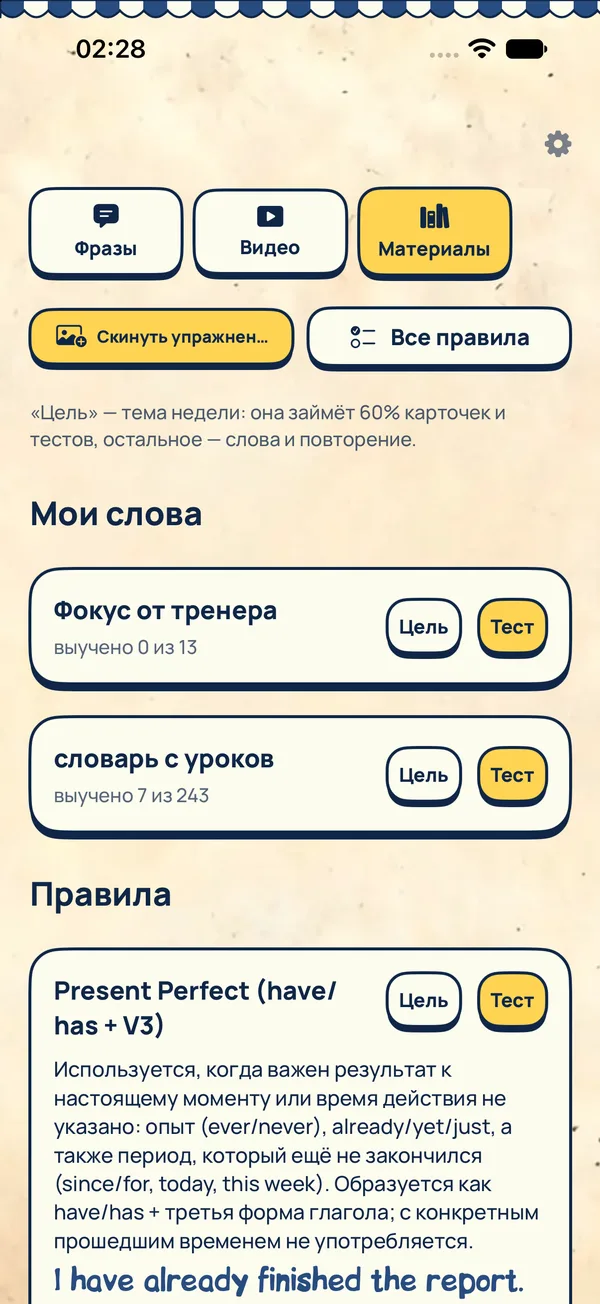 02:28
Фразы
Видео
Материалы
Скинуть упражнен...
Все правила
«Цель» — тема недели: она займёт 60% карточек и
тестов, остальное — слова и повторение.
Мои слова
Фокус от тренера
выучено 0 из 13
Цель
Тест
словарь с уроков
выучено 7 из 243
Цель
Тест
Правила
Present Perfect (have/
has + V3)
Цель
Тест
Используется, когда важен результат к
настоящему моменту или время действия не
указано: опыт (ever/never), already/yet/just, а
также период, который ещё не закончился
(since/for, today, this week). Образуется как
have/has + третья форма глагола; с конкретным
прошедшим временем не употребляется.
I have already finished the report.